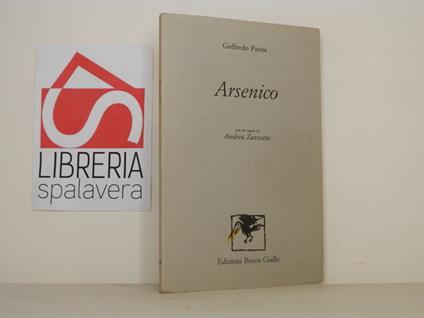 LIBRERIA
spalavera
Goffredo Parise
Arsenico
con un saggio di
Andrea Zanzotto
Edizioni Becco Giallo